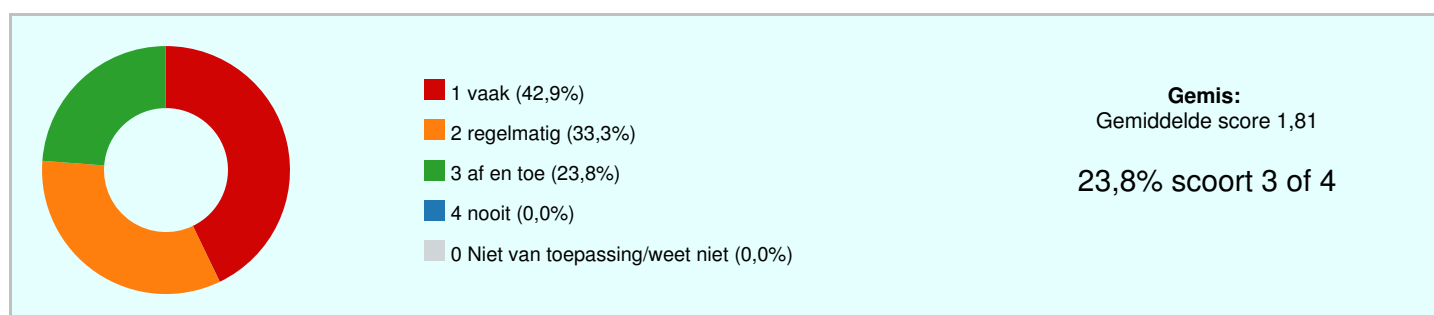 1 vaak (42,9%)
2 regelmatig (33,3%)
3 af en toe (23,8%)
4 nooit (0,0%)
0 Niet van toepassing/weet niet (0,0%)
Gemis:
Gemiddelde score 1,81
23,8% scoort 3 of 4